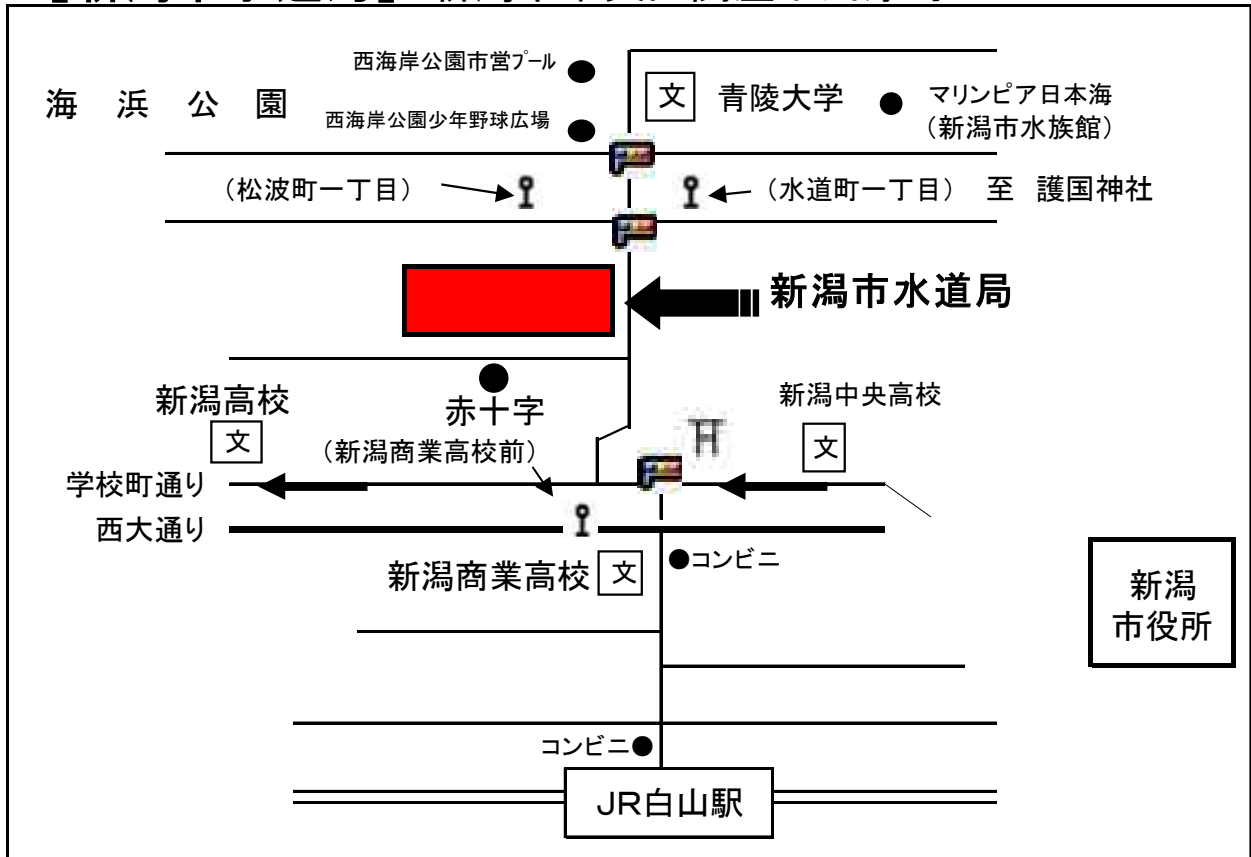 西海岸公園市営プール
文
青陵大学
マリンピア日本海
(新潟市水族館)
海浜公園
西海岸公園少年野球広場
(松波町一丁目)
(水道町一丁目)
至 護国神社
新潟市水道局
新潟高校
文
赤十字
(新潟商業高校前)
新潟中央高校
文
学校町通り
西大通り
新潟商業高校
文
コンビニ
新潟
市役所
コンビニ
JR白山駅